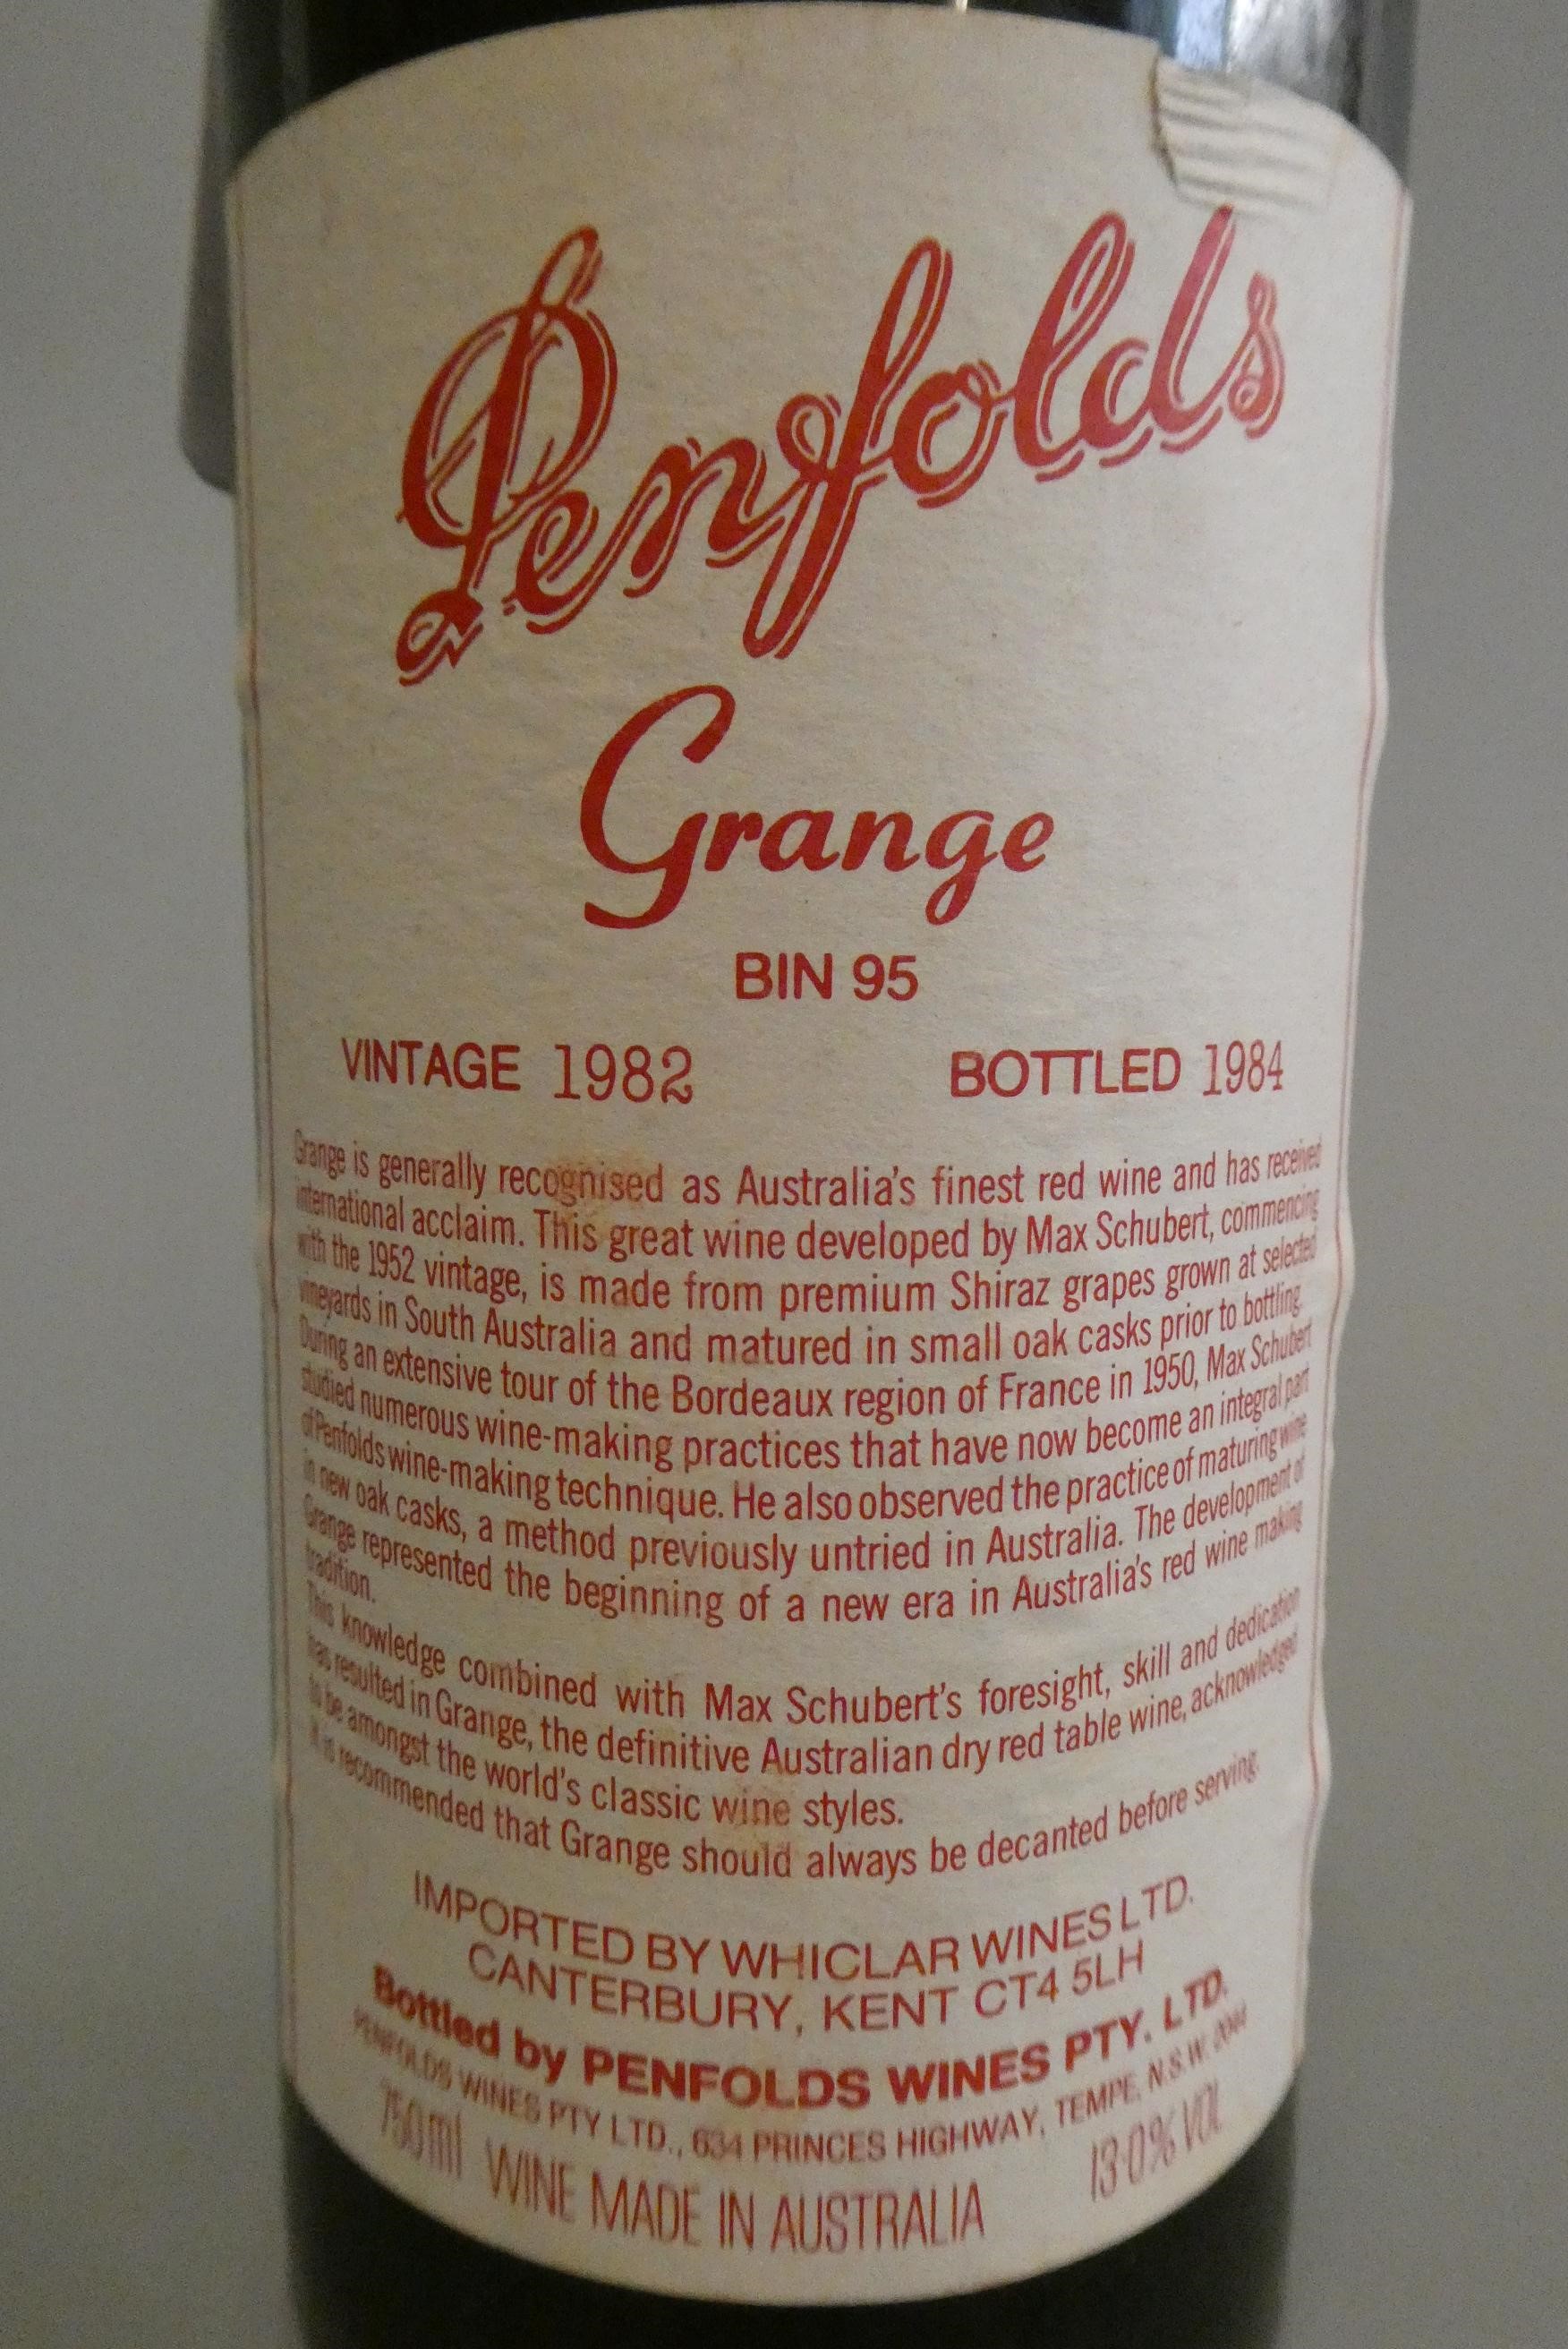 Penfolds
Grange
BIN 95
VINTAGE 1982 BOTTLED 1984
Grange is generally recognised as Australia's finest red wine and has received
international acclaim. This great wine developed by Max Schubert, commencing
with the 1952 vintage, is made from premium Shiraz grapes grown at selected
vineyards in South Australia and matured in small oak casks prior to bottling.
During an extensive tour of the Bordeaux region of France in 1950, Max Schubert
studied numerous wine-making practices that have now become an integral part
of Penfolds wine-making technique. He also observed the practice of maturing wine
in new oak casks, a method previously untried in Australia. The development of
Grange represented the beginning of a new era in Australia's red wine making
tradition.
This knowledge combined with Max Schubert's foresight, skill and dedication
has resulted in Grange, the definitive Australian dry red table wine, acknowledged
to be amongst the world's classic wine styles.
It is recommended that Grange should always be decanted before serving.
IMPORTED BY WHICLAR WINES LTD.
CANTERBURY, KENT CT4 5LH
Bottled by PENFOLDS WINES PTY. LTD.
PENFOLDS WINES PTY LTD., 634 PRINCES HIGHWAY, TEMPE, N.S.W. 2044
750ml WINE MADE IN AUSTRALIA 13·0% VOL